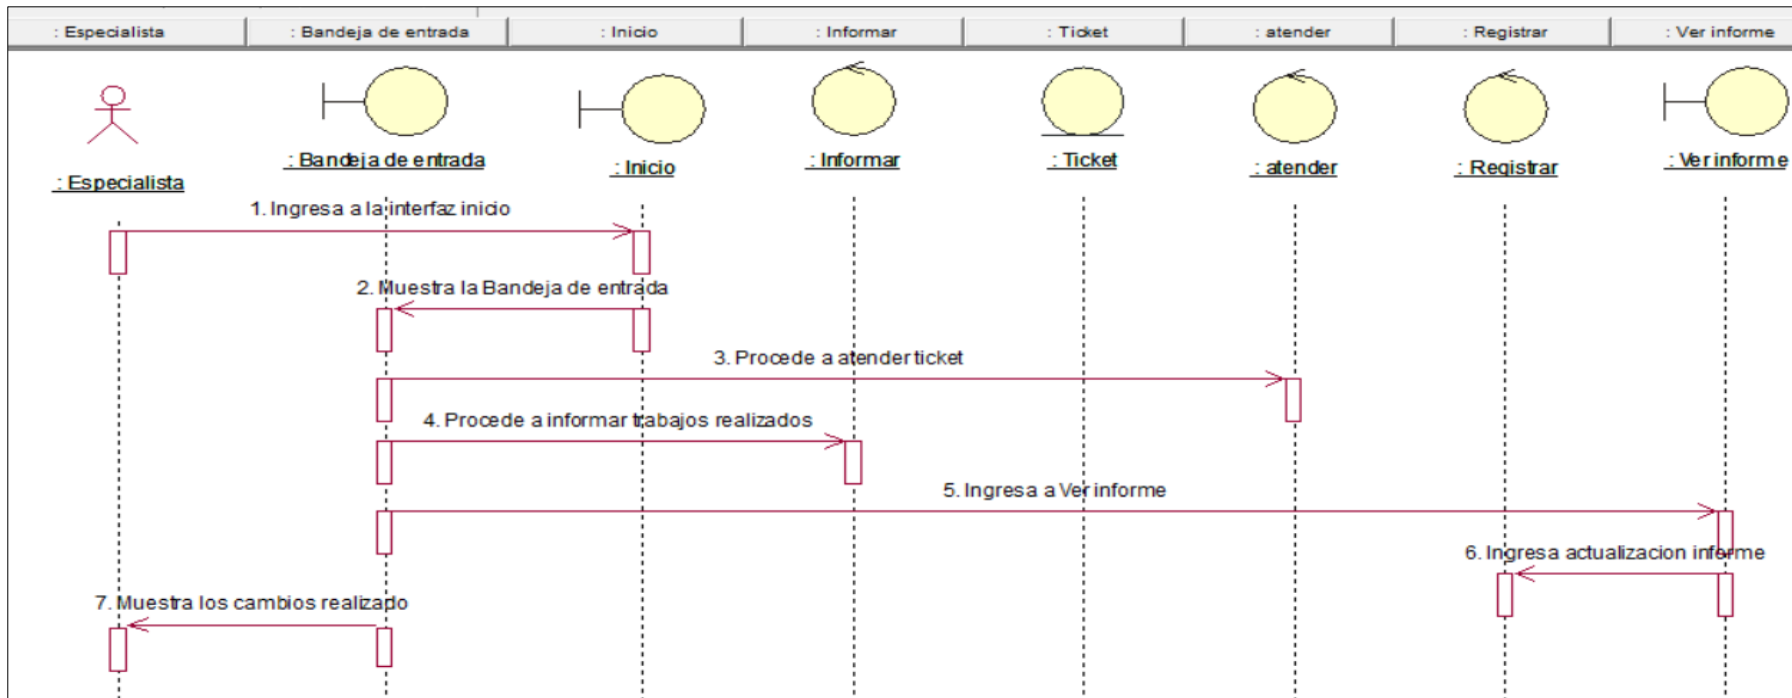 : Especialista
: Bandeja de entrada
: Inicio
: Informar
: Ticket
: atender
: Registrar
: Ver informe
: Bandeja de entrada
: Inicio
: Informar
: Ticket
: atender
: Registrar
: Ver informe
: Especialista
1. Ingresa a la interfaz inicio
2. Muestra la Bandeja de entrada
3. Procede a atender ticket
4. Procede a informar trabajos realizados
5. Ingresa a Ver informe
6. Ingresa actualizacion informe
7. Muestra los cambios realizado